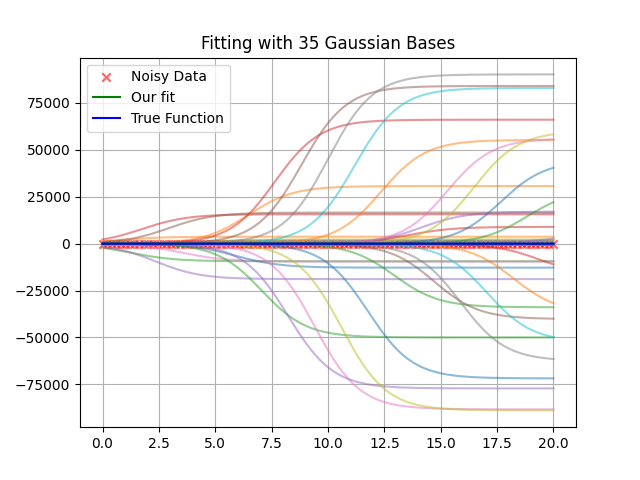 Fitting with 35 Gaussian Bases
Noisy Data
Our fit
True Function
75000
50000
25000
0
−25000
−50000
−75000
0.0 2.5 5.0 7.5 10.0 12.5 15.0 17.5 20.0